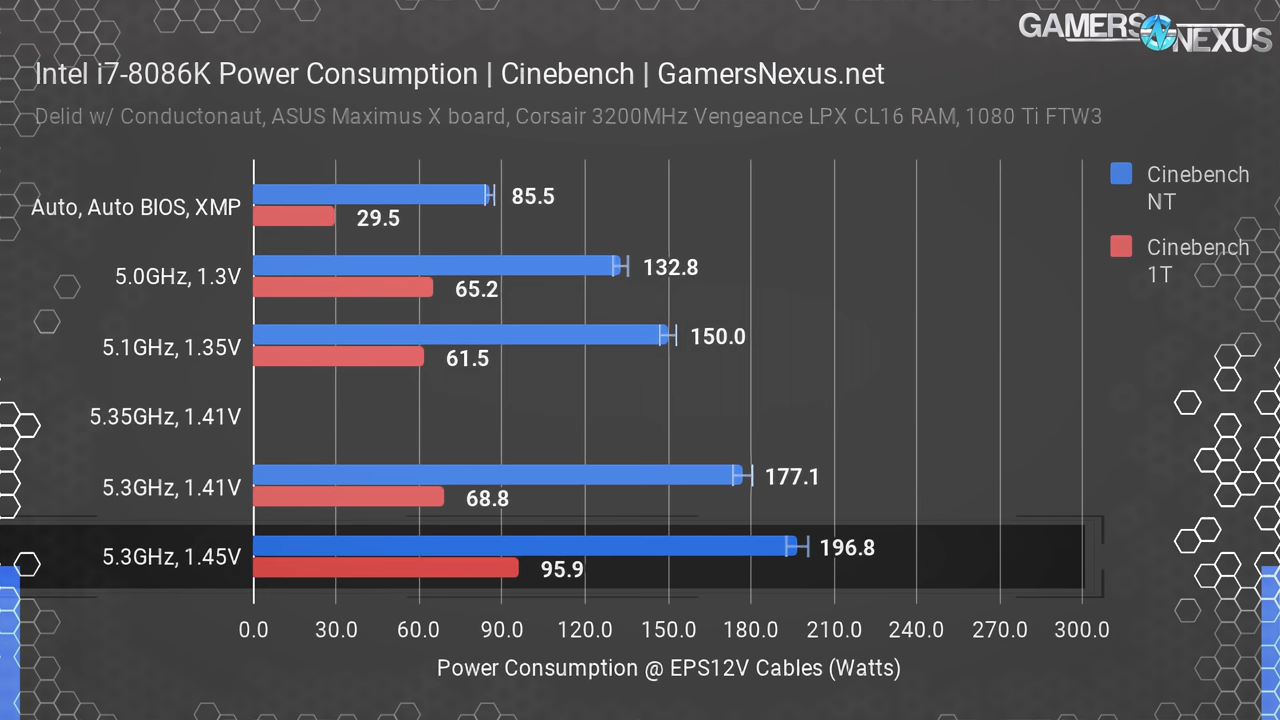 GAMERS NEXUS
Intel i7-8086K Power Consumption | Cinebench | GamersNexus.net
Delid w/ Conductonaut, ASUS Maximus X board, Corsair 3200MHz Vengeance LPX CL16 RAM, 1080 Ti FTW3
Cinebench
NT
Cinebench
1T
Auto, Auto BIOS, XMP
85.5
29.5
5.0GHz, 1.3V
132.8
65.2
5.1GHz, 1.35V
150.0
61.5
5.35GHz, 1.41V
5.3GHz, 1.41V
177.1
68.8
5.3GHz, 1.45V
196.8
95.9
0.0 30.0 60.0 90.0 120.0 150.0 180.0 210.0 240.0 270.0 300.0
Power Consumption @ EPS12V Cables (Watts)